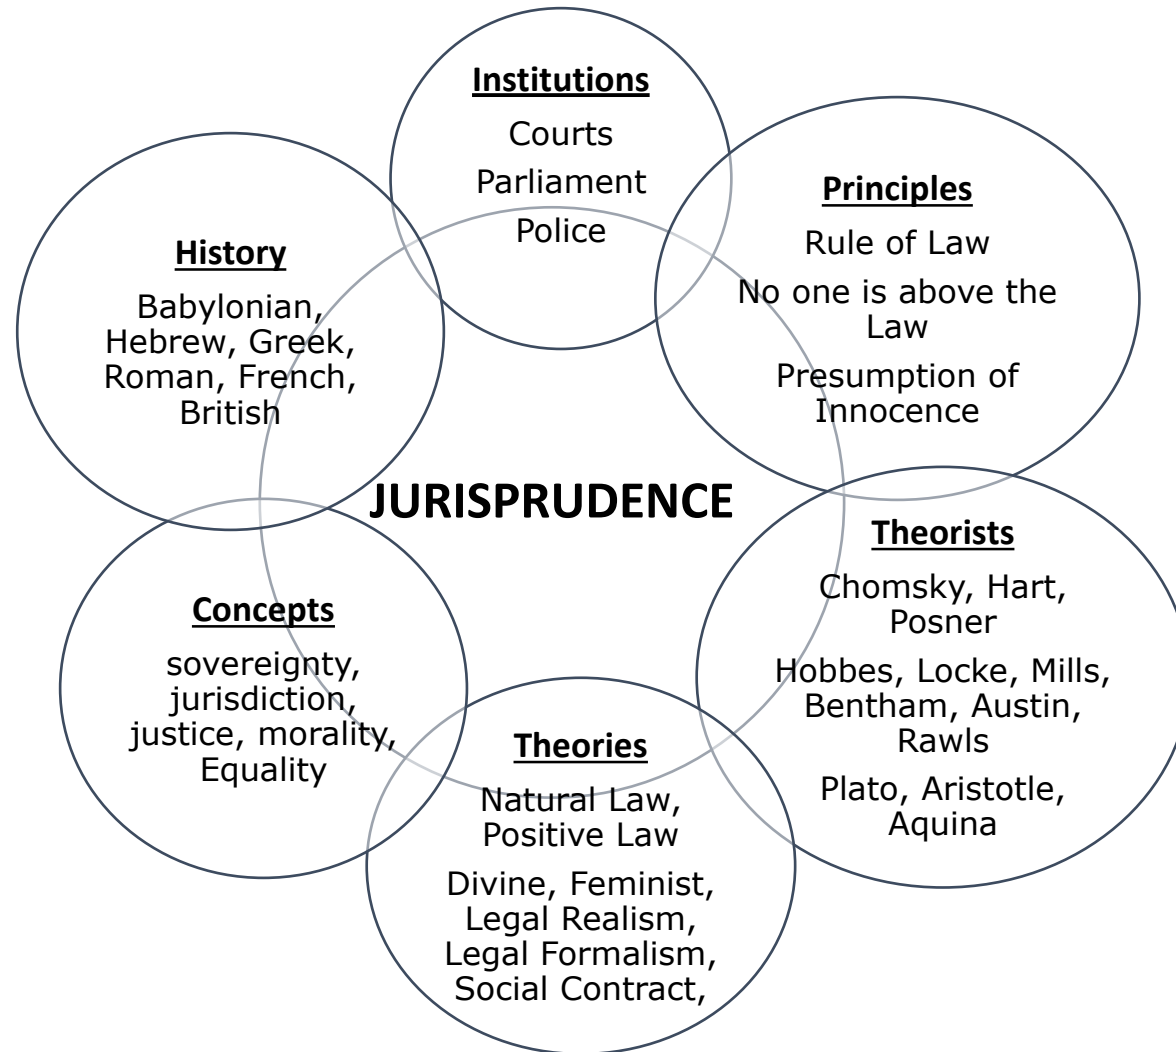 Institutions
Courts
Parliament
Police
Principles
Rule of Law
No one is above the
Law
Presumption of
Innocence
History
Babylonian,
Hebrew, Greek,
Roman, French,
British
JURISPRUDENCE
Theorists
Chomsky, Hart,
Posner
Hobbes, Locke, Mills,
Bentham, Austin,
Rawls
Plato, Aristotle,
Aquina
Concepts
sovereignty,
jurisdiction,
justice, morality,
Equality
Theories
Natural Law,
Positive Law
Divine, Feminist,
Legal Realism,
Legal Formalism,
Social Contract,